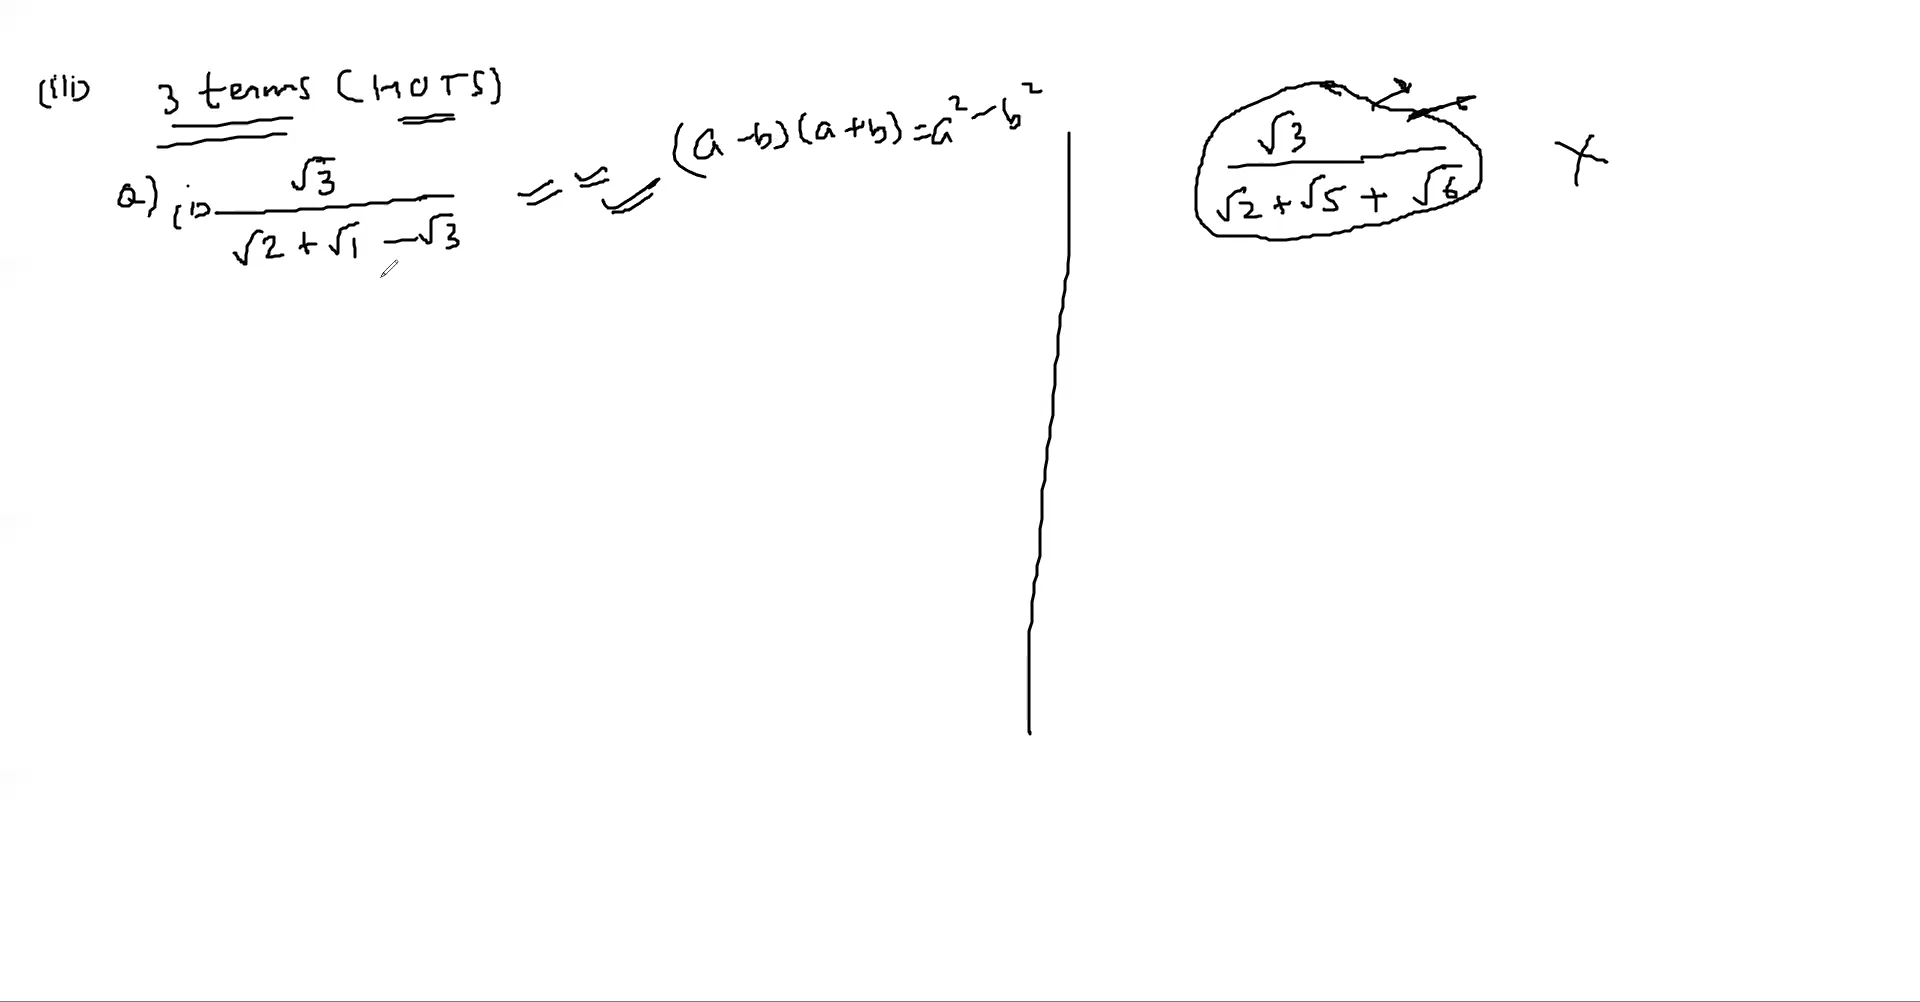 (iii) 3 terms (HOTS)
(a-b)(a+b)=a²-b²
Q) (i) √3/(√2+√1-√3)
√3/(√2+√5+√6) ×